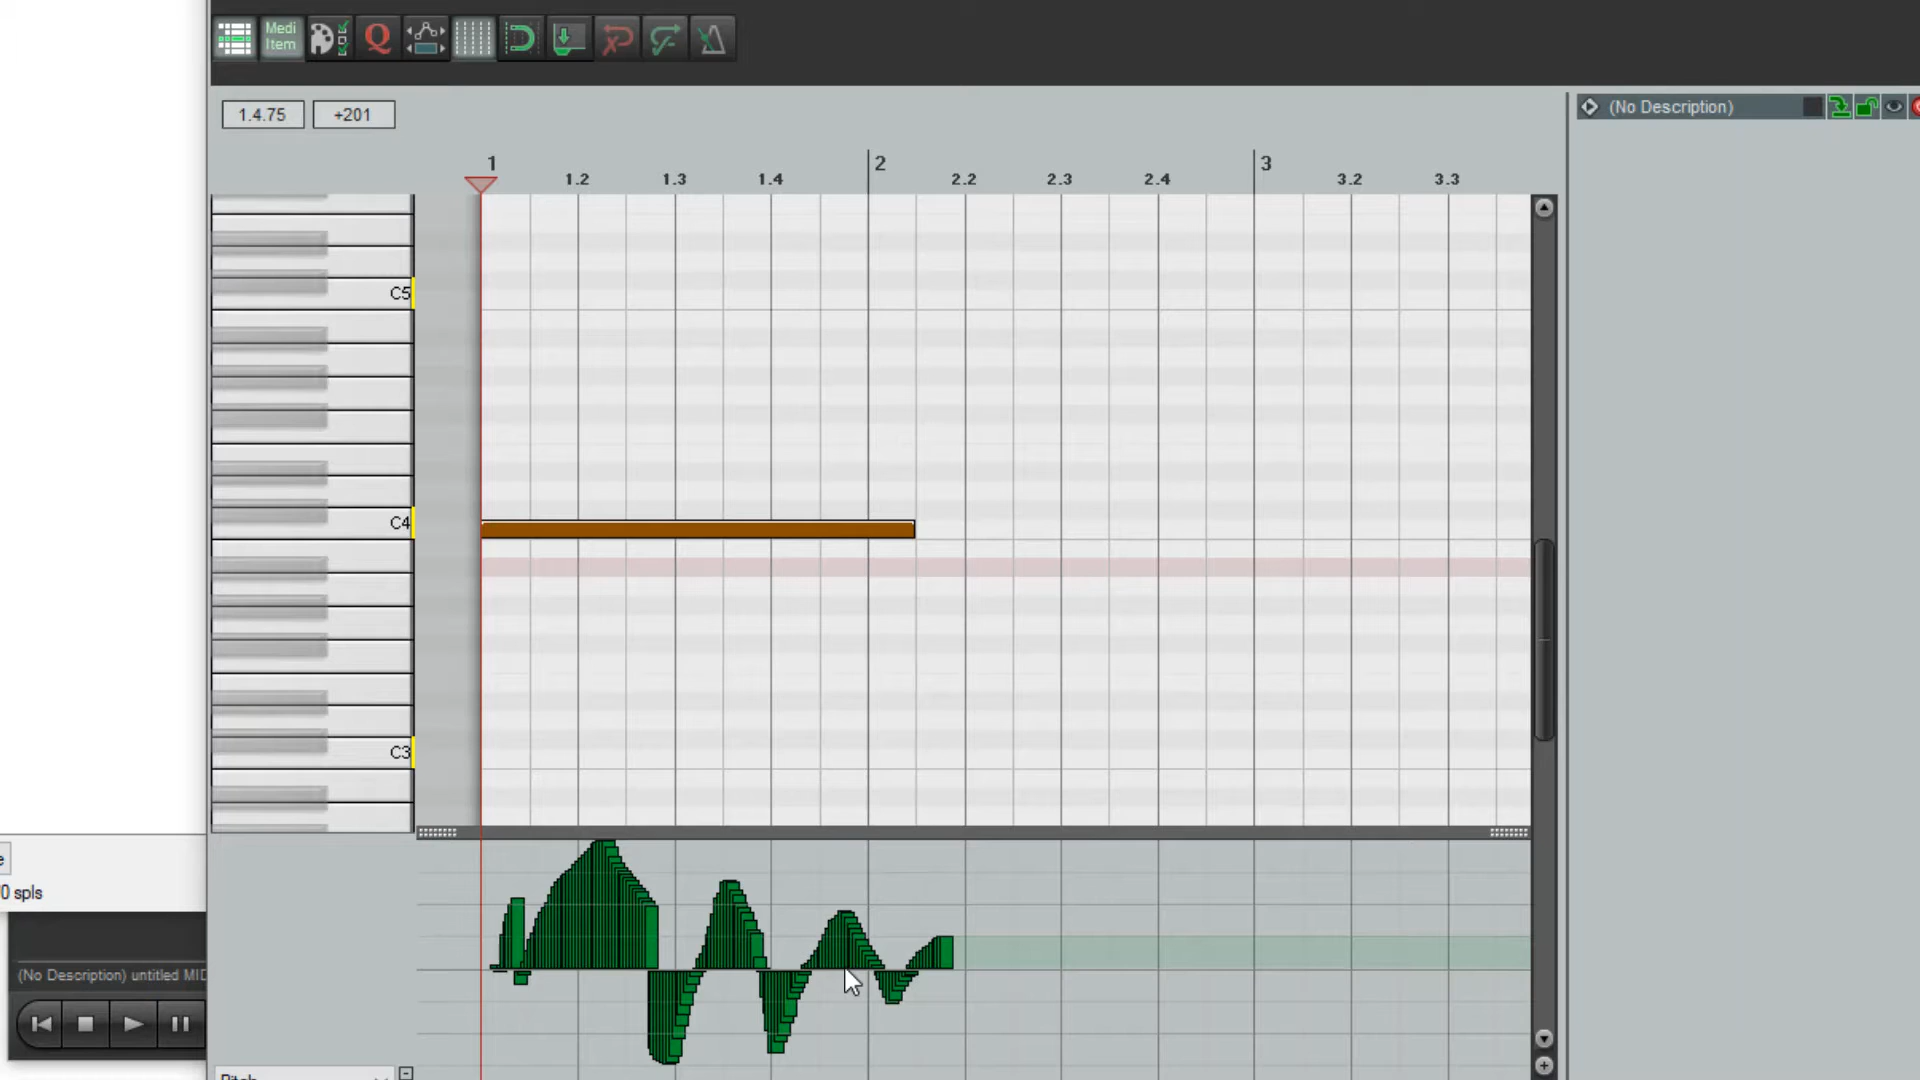 Medi
Item
Q
1.4.75
+201
(No Description)
1
2
3
1.2
1.3
1.4
2.2
2.3
2.4
3.2
3.3
C5
C4
C3
e
0 spls
(No Description) untitled MID
Pitch